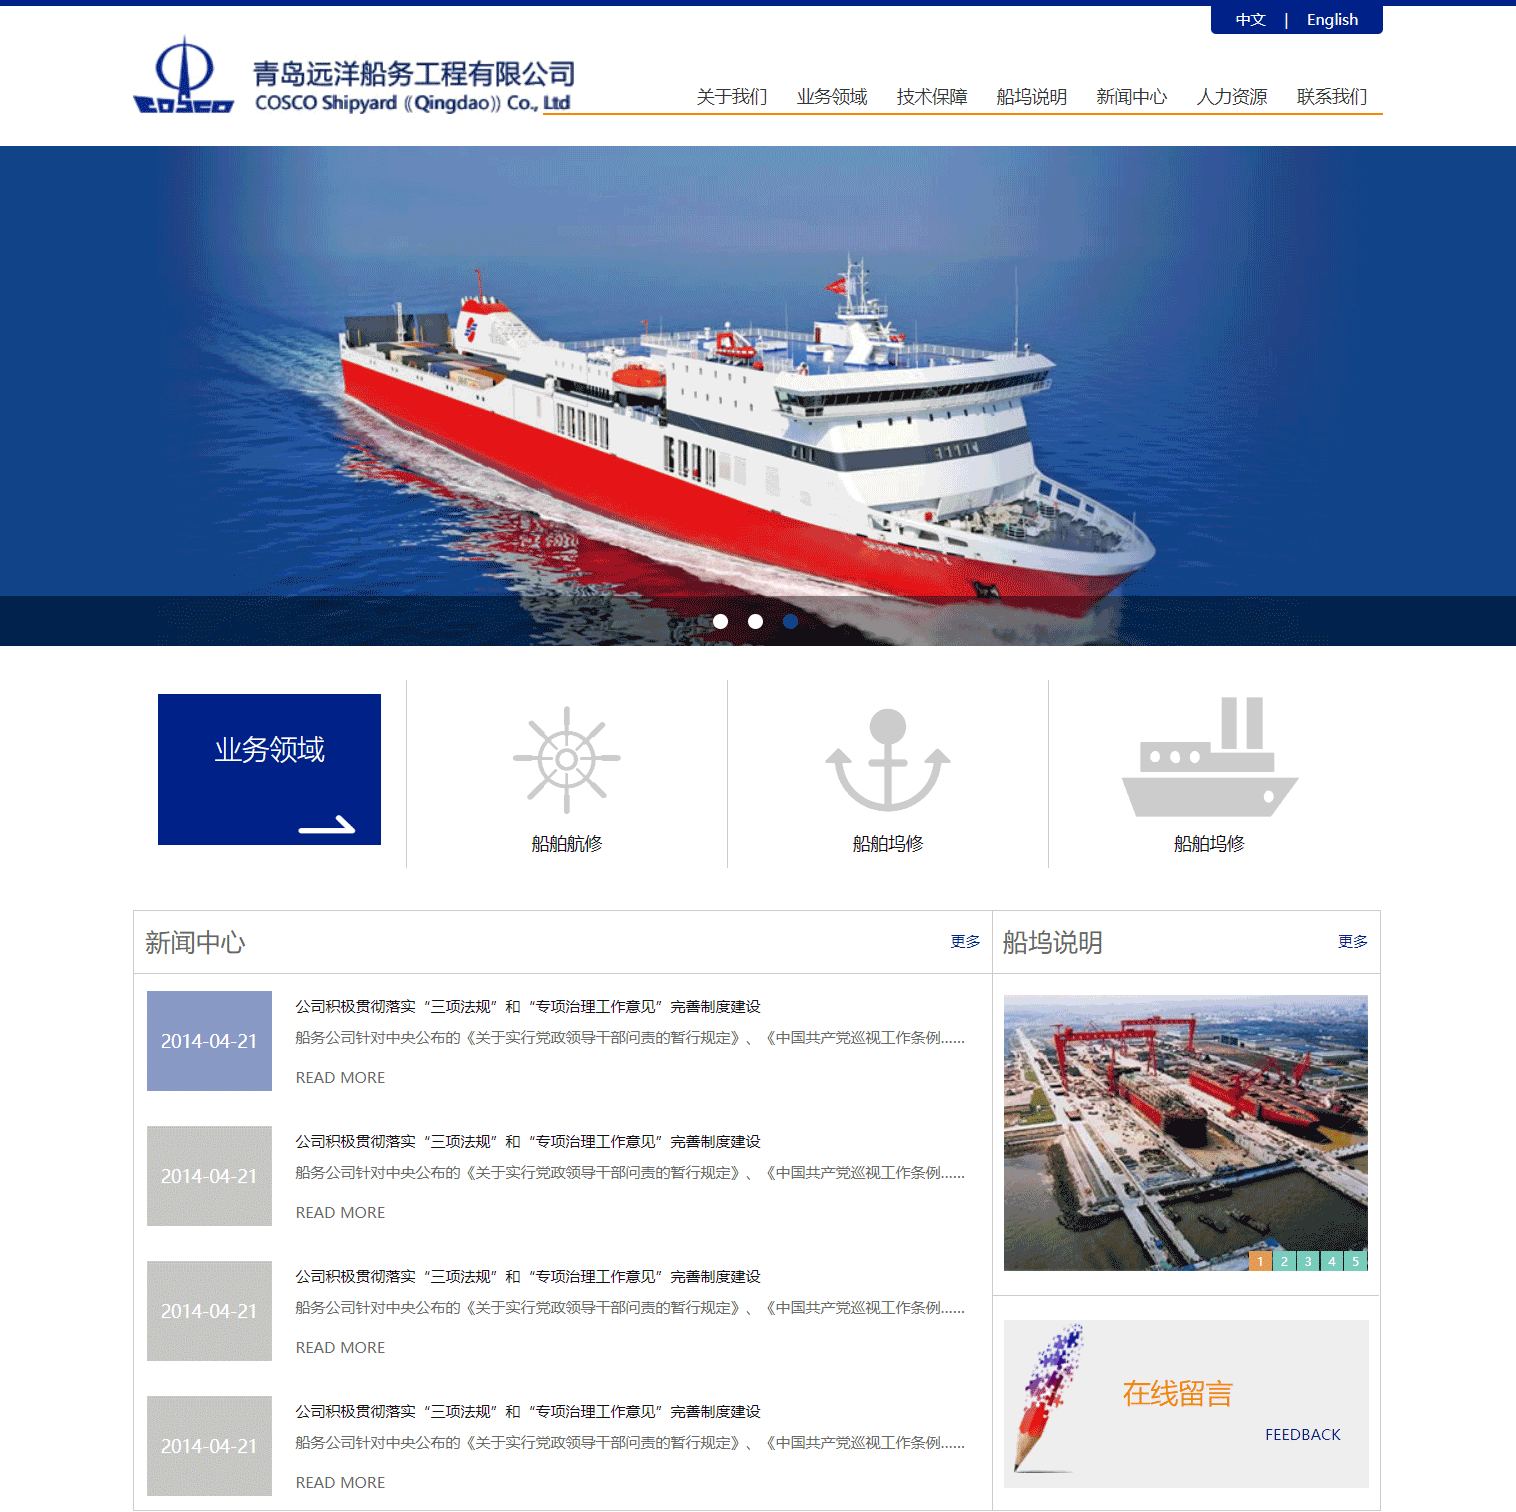 中文 | English
COSCO
青岛远洋船务工程有限公司
COSCO Shipyard (Qingdao) Co., Ltd
关于我们 业务领域 技术保障 船坞说明 新闻中心 人力资源 联系我们
SUPERFAST I
业务领域
船舶航修
船舶坞修
船舶坞修
新闻中心 更多
2014-04-21
公司积极贯彻落实“三项法规”和“专项治理工作意见”完善制度建设
船务公司针对中央公布的《关于实行党政领导干部问责的暂行规定》、《中国共产党巡视工作条例......
READ MORE
2014-04-21
公司积极贯彻落实“三项法规”和“专项治理工作意见”完善制度建设
船务公司针对中央公布的《关于实行党政领导干部问责的暂行规定》、《中国共产党巡视工作条例......
READ MORE
2014-04-21
公司积极贯彻落实“三项法规”和“专项治理工作意见”完善制度建设
船务公司针对中央公布的《关于实行党政领导干部问责的暂行规定》、《中国共产党巡视工作条例......
READ MORE
2014-04-21
公司积极贯彻落实“三项法规”和“专项治理工作意见”完善制度建设
船务公司针对中央公布的《关于实行党政领导干部问责的暂行规定》、《中国共产党巡视工作条例......
READ MORE
船坞说明 更多
1 2 3 4 5
在线留言
FEEDBACK